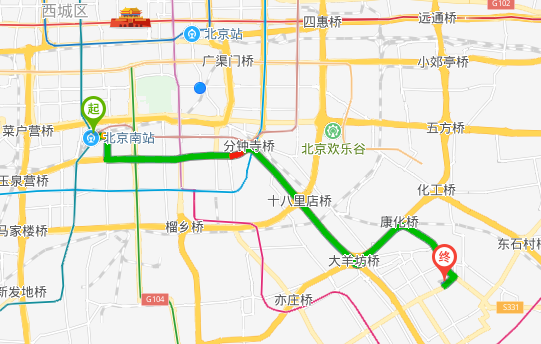 G102
西城区
四惠桥
远通桥
北京站
广渠门桥
小郊亭桥
起
菜户营桥
北京南站
五方桥
分钟寺桥
北京欢乐谷
玉泉营桥
化工桥
十八里店桥
马家楼桥
榴乡桥
康化桥
东石村桥
大羊坊桥
终
新发地桥
G104
亦庄桥
S331